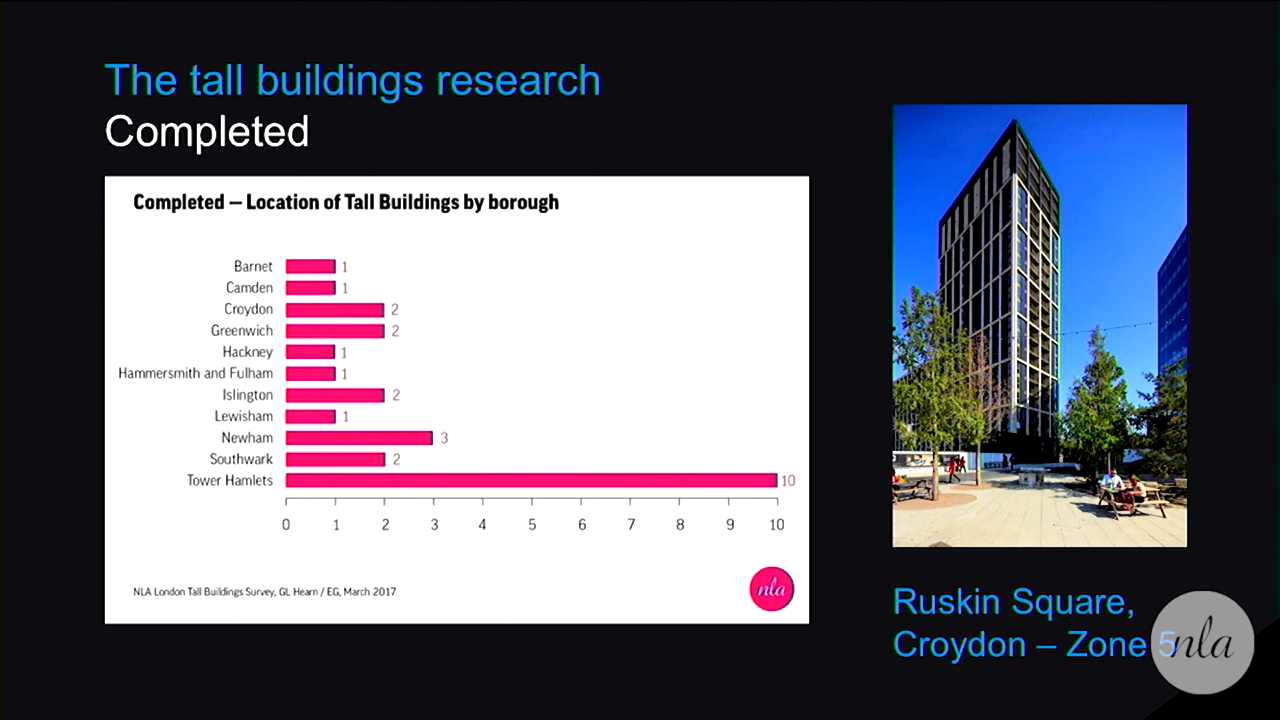 The tall buildings research
Completed
Completed – Location of Tall Buildings by borough
Barnet 1
Camden 1
Croydon 2
Greenwich 2
Hackney 1
Hammersmith and Fulham 1
Islington 2
Lewisham 1
Newham 3
Southwark 2
Tower Hamlets 10
0 1 2 3 4 5 6 7 8 9 10
NLA London Tall Buildings Survey, GL Hearn / EG, March 2017
nla
Ruskin Square,
Croydon – Zone 5
nla